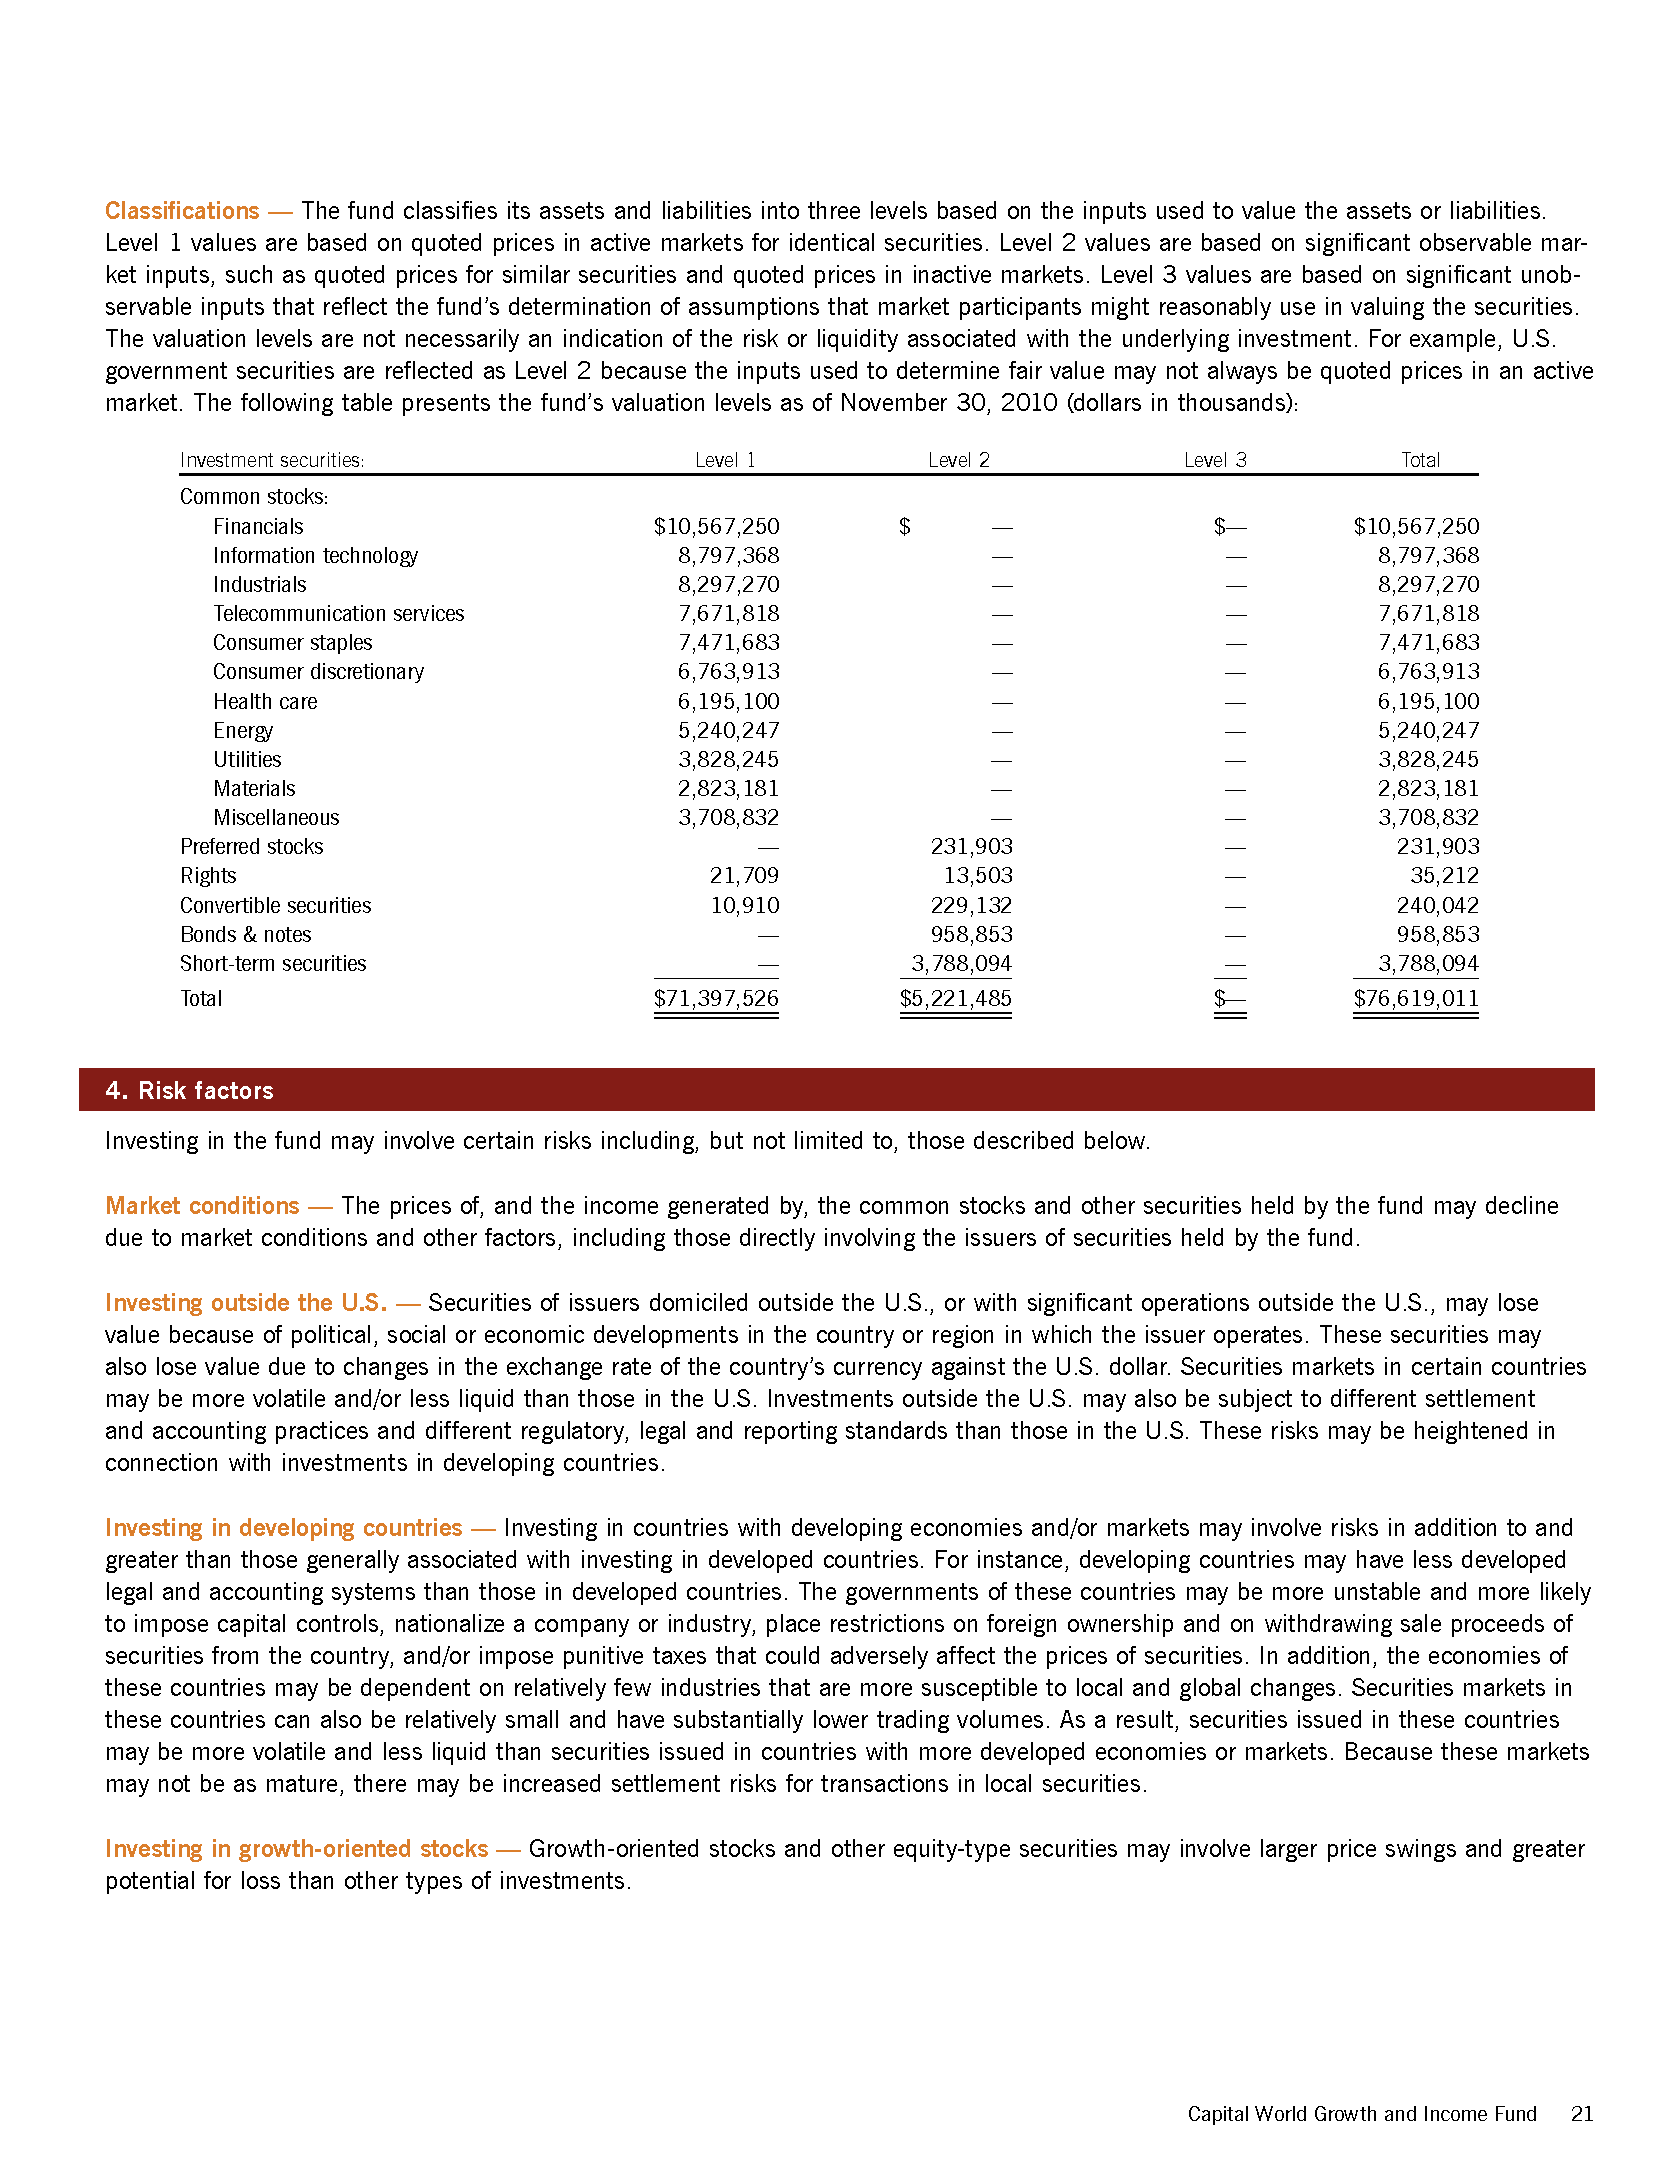 Classifications — The fund classifies its assets and liabilities into three levels based on the inputs used to value the assets or liabilities.
Level 1 values are based on quoted prices in active markets for identical securities. Level 2 values are based on significant observable mar-
ket inputs, such as quoted prices for similar securities and quoted prices in inactive markets. Level 3 values are based on significant unob-
servable inputs that reflect the fund’s determination of assumptions that market participants might reasonably use in valuing the securities.
The valuation levels are not necessarily an indication of the risk or liquidity associated with the underlying investment. For example, U.S.
government securities are reflected as Level 2 because the inputs used to determine fair value may not always be quoted prices in an active
market. The following table presents the fund’s valuation levels as of November 30, 2010 (dollars in thousands):
Investment securities: Level 1 Level 2 Level 3 Total
Common stocks:
Financials $10,567,250 $ — $— $10,567,250
Information technology 8,797,368 — — 8,797,368
Industrials 8,297,270 — — 8,297,270
Telecommunication services 7,671,818 — — 7,671,818
Consumer staples 7,471,683 — — 7,471,683
Consumer discretionary 6,763,913 — — 6,763,913
Health care 6,195,100 — — 6,195,100
Energy 5,240,247 — — 5,240,247
Utilities 3,828,245 — — 3,828,245
Materials 2,823,181 — — 2,823,181
Miscellaneous 3,708,832 — — 3,708,832
Preferred stocks — 231,903 — 231,903
Rights 21,709 13,503 — 35,212
Convertible securities 10,910 229,132 — 240,042
Bonds & notes — 958,853 — 958,853
Short-term securities — 3,788,094 — 3,788,094
Total $71,397,526 $5,221,485 $— $76,619,011
4. Risk factors
Investing in the fund may involve certain risks including, but not limited to, those described below.
Market conditions — The prices of, and the income generated by, the common stocks and other securities held by the fund may decline
due to market conditions and other factors, including those directly involving the issuers of securities held by the fund.
Investing outside the U.S. — Securities of issuers domiciled outside the U.S., or with significant operations outside the U.S., may lose
value because of political, social or economic developments in the country or region in which the issuer operates. These securities may
also lose value due to changes in the exchange rate of the country’s currency against the U.S. dollar. Securities markets in certain countries
may be more volatile and/or less liquid than those in the U.S. Investments outside the U.S. may also be subject to different settlement
and accounting practices and different regulatory, legal and reporting standards than those in the U.S. These risks may be heightened in
connection with investments in developing countries.
Investing in developing countries — Investing in countries with developing economies and/or markets may involve risks in addition to and
greater than those generally associated with investing in developed countries. For instance, developing countries may have less developed
legal and accounting systems than those in developed countries. The governments of these countries may be more unstable and more likely
to impose capital controls, nationalize a company or industry, place restrictions on foreign ownership and on withdrawing sale proceeds of
securities from the country, and/or impose punitive taxes that could adversely affect the prices of securities. In addition, the economies of
these countries may be dependent on relatively few industries that are more susceptible to local and global changes. Securities markets in
these countries can also be relatively small and have substantially lower trading volumes. As a result, securities issued in these countries
may be more volatile and less liquid than securities issued in countries with more developed economies or markets. Because these markets
may not be as mature, there may be increased settlement risks for transactions in local securities.
Investing in growth-oriented stocks — Growth-oriented stocks and other equity-type securities may involve larger price swings and greater
potential for loss than other types of investments.
Capital World Growth and Income Fund 21